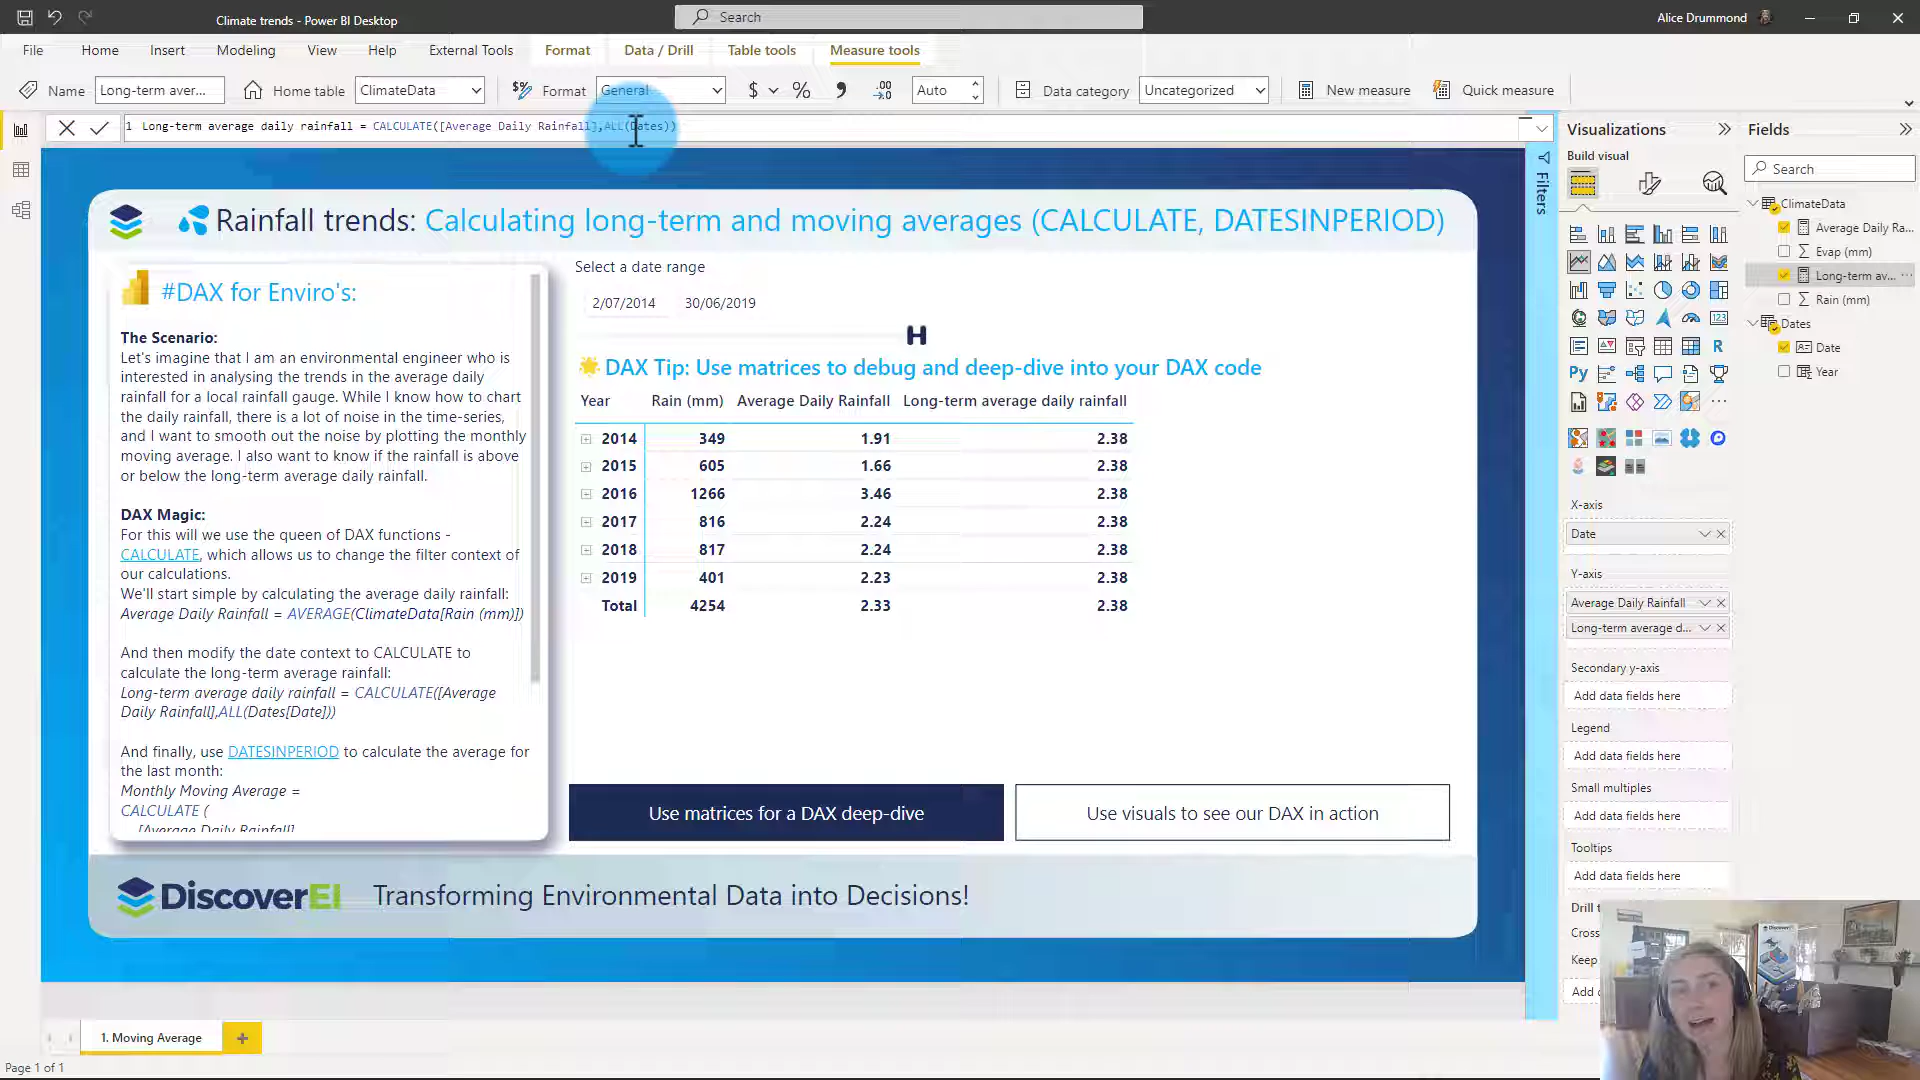 Climate trends - Power BI Desktop
Search
Alice Drummond
File
Home
Insert
Modeling
View
Help
External Tools
Format
Data / Drill
Table tools
Measure tools
Name
Long-term aver...
Home table
ClimateData
Format
General
$
%
Auto
Data category
Uncategorized
New measure
Quick measure
1 Long-term average daily rainfall = CALCULATE([Average Daily Rainfall],ALL(Dates))
Rainfall trends: Calculating long-term and moving averages (CALCULATE, DATESINPERIOD)
#DAX for Enviro's:
The Scenario:
Let's imagine that I am an environmental engineer who is
interested in analysing the trends in the average daily
rainfall for a local rainfall gauge. While I know how to chart
the daily rainfall, there is a lot of noise in the time-series,
and I want to smooth out the noise by plotting the monthly
moving average. I also want to know if the rainfall is above
or below the long-term average daily rainfall.
DAX Magic:
For this will we use the queen of DAX functions -
CALCULATE, which allows us to change the filter context of
our calculations.
We'll start simple by calculating the average daily rainfall:
Average Daily Rainfall = AVERAGE(ClimateData[Rain (mm)])
And then modify the date context to CALCULATE to
calculate the long-term average rainfall:
Long-term average daily rainfall = CALCULATE([Average
Daily Rainfall],ALL(Dates[Date]))
And finally, use DATESINPERIOD to calculate the average for
the last month:
Monthly Moving Average =
CALCULATE (
[Average Daily Rainfall]
Select a date range
2/07/2014
30/06/2019
DAX Tip: Use matrices to debug and deep-dive into your DAX code
Year Rain (mm) Average Daily Rainfall Long-term average daily rainfall
2014 349 1.91 2.38
2015 605 1.66 2.38
2016 1266 3.46 2.38
2017 816 2.24 2.38
2018 817 2.24 2.38
2019 401 2.23 2.38
Total 4254 2.33 2.38
Use matrices for a DAX deep-dive
Use visuals to see our DAX in action
DiscoverEI
Transforming Environmental Data into Decisions!
Filters
Visualizations
Build visual
R
Py
123
...
X-axis
Date
Y-axis
Average Daily Rainfall
Long-term average d...
Secondary y-axis
Add data fields here
Legend
Add data fields here
Small multiples
Add data fields here
Tooltips
Add data fields here
Drill t
Cross
Keep
Add
Fields
Search
ClimateData
Average Daily Ra...
Evap (mm)
Long-term av...
Rain (mm)
Dates
Date
Year
1. Moving Average
+
Page 1 of 1